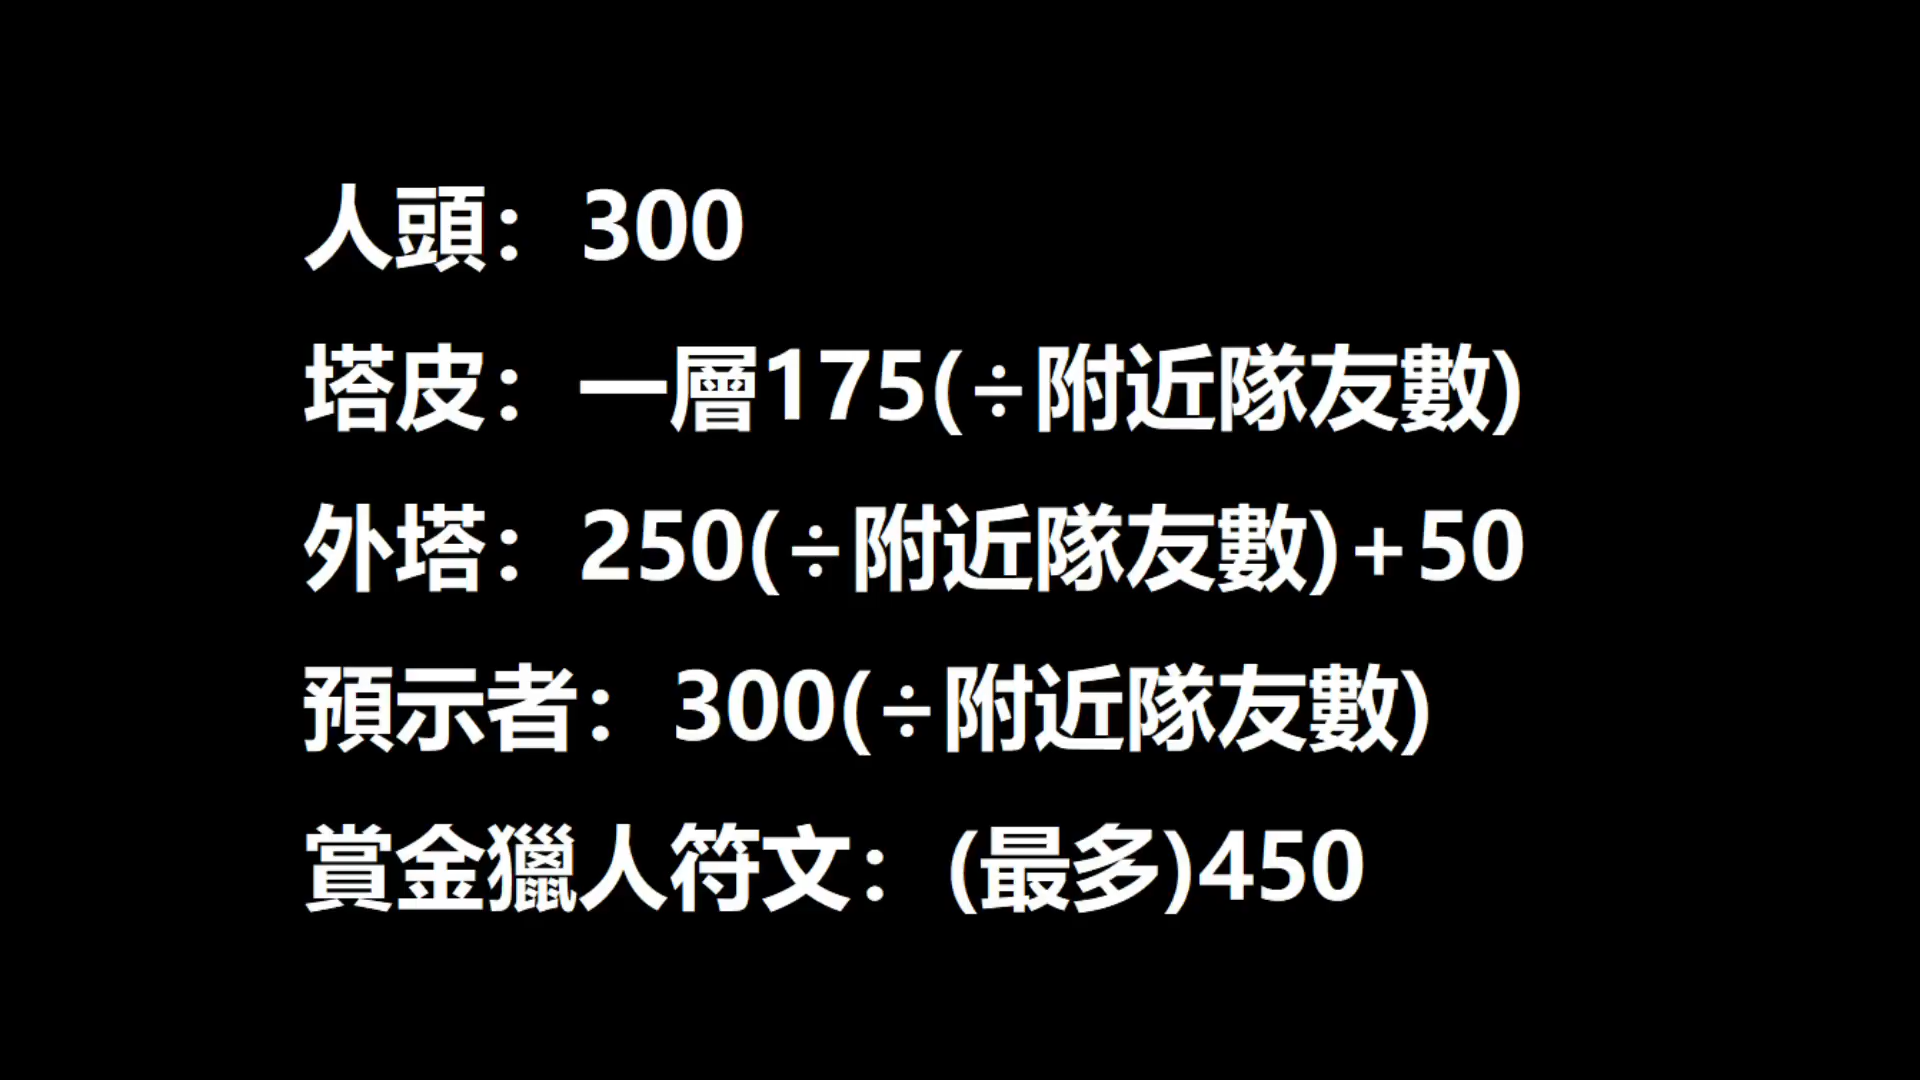 人頭：300
塔皮：一層175(÷附近隊友數)
外塔：250(÷附近隊友數)+50
預示者：300(÷附近隊友數)
賞金獵人符文：(最多)450